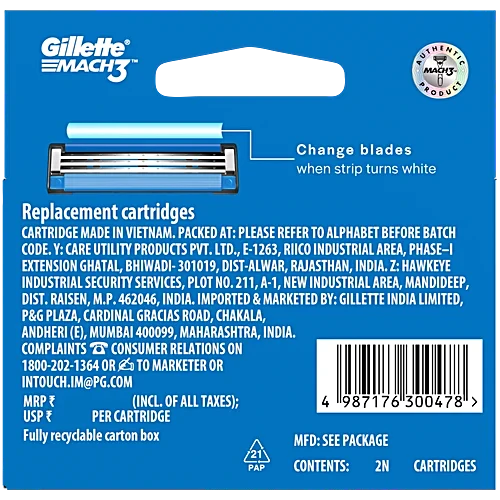 Gillette®
MACH3™
AUTHENTIC
MACH3
PRODUCT
Change blades
when strip turns white
Replacement cartridges
CARTRIDGE MADE IN VIETNAM. PACKED AT: PLEASE REFER TO ALPHABET BEFORE BATCH
CODE. Y: CARE UTILITY PRODUCTS PVT. LTD., E-1263, RIICO INDUSTRIAL AREA, PHASE–I
EXTENSION GHATAL, BHIWADI- 301019, DIST-ALWAR, RAJASTHAN, INDIA. Z: HAWKEYE
INDUSTRIAL SECURITY SERVICES, PLOT NO. 211, A-1, NEW INDUSTRIAL AREA, MANDIDEEP,
DIST. RAISEN, M.P. 462046, INDIA. IMPORTED & MARKETED BY: GILLETTE INDIA LIMITED,
P&G PLAZA, CARDINAL GRACIAS ROAD, CHAKALA,
ANDHERI (E), MUMBAI 400099, MAHARASHTRA, INDIA.
COMPLAINTS ☎ CONSUMER RELATIONS ON
1800-202-1364 OR ✍ TO MARKETER OR
INTOUCH.IM@PG.COM
MRP ₹ (INCL. OF ALL TAXES);
USP ₹ PER CARTRIDGE
Fully recyclable carton box
21
PAP
4 987176 300478 >
MFD: SEE PACKAGE
CONTENTS: 2N CARTRIDGES